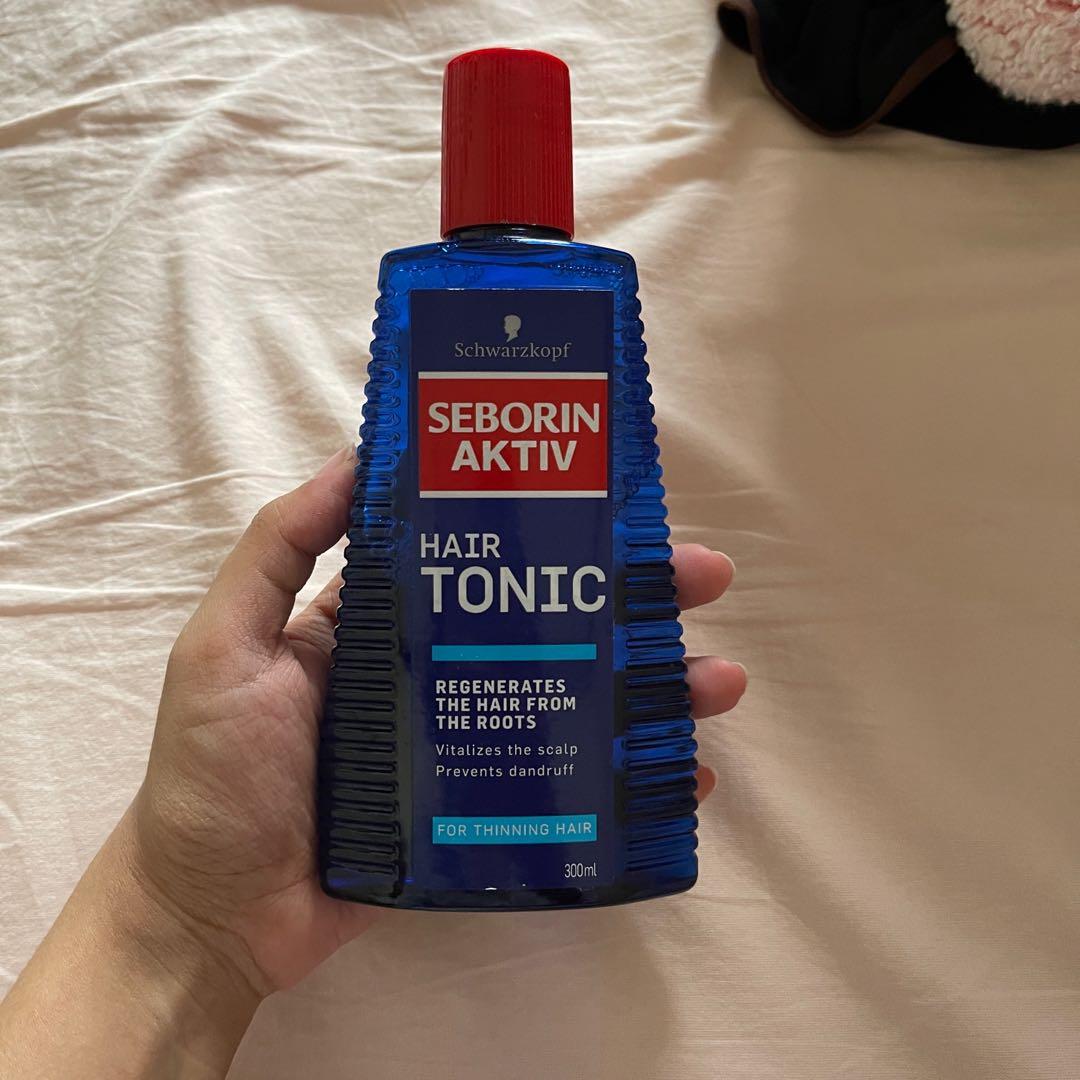 Schwarzkopf
SEBORIN
AKTIV
HAIR
TONIC
REGENERATES
THE HAIR FROM
THE ROOTS
Vitalizes the scalp
Prevents dandruff
FOR THINNING HAIR
300ml